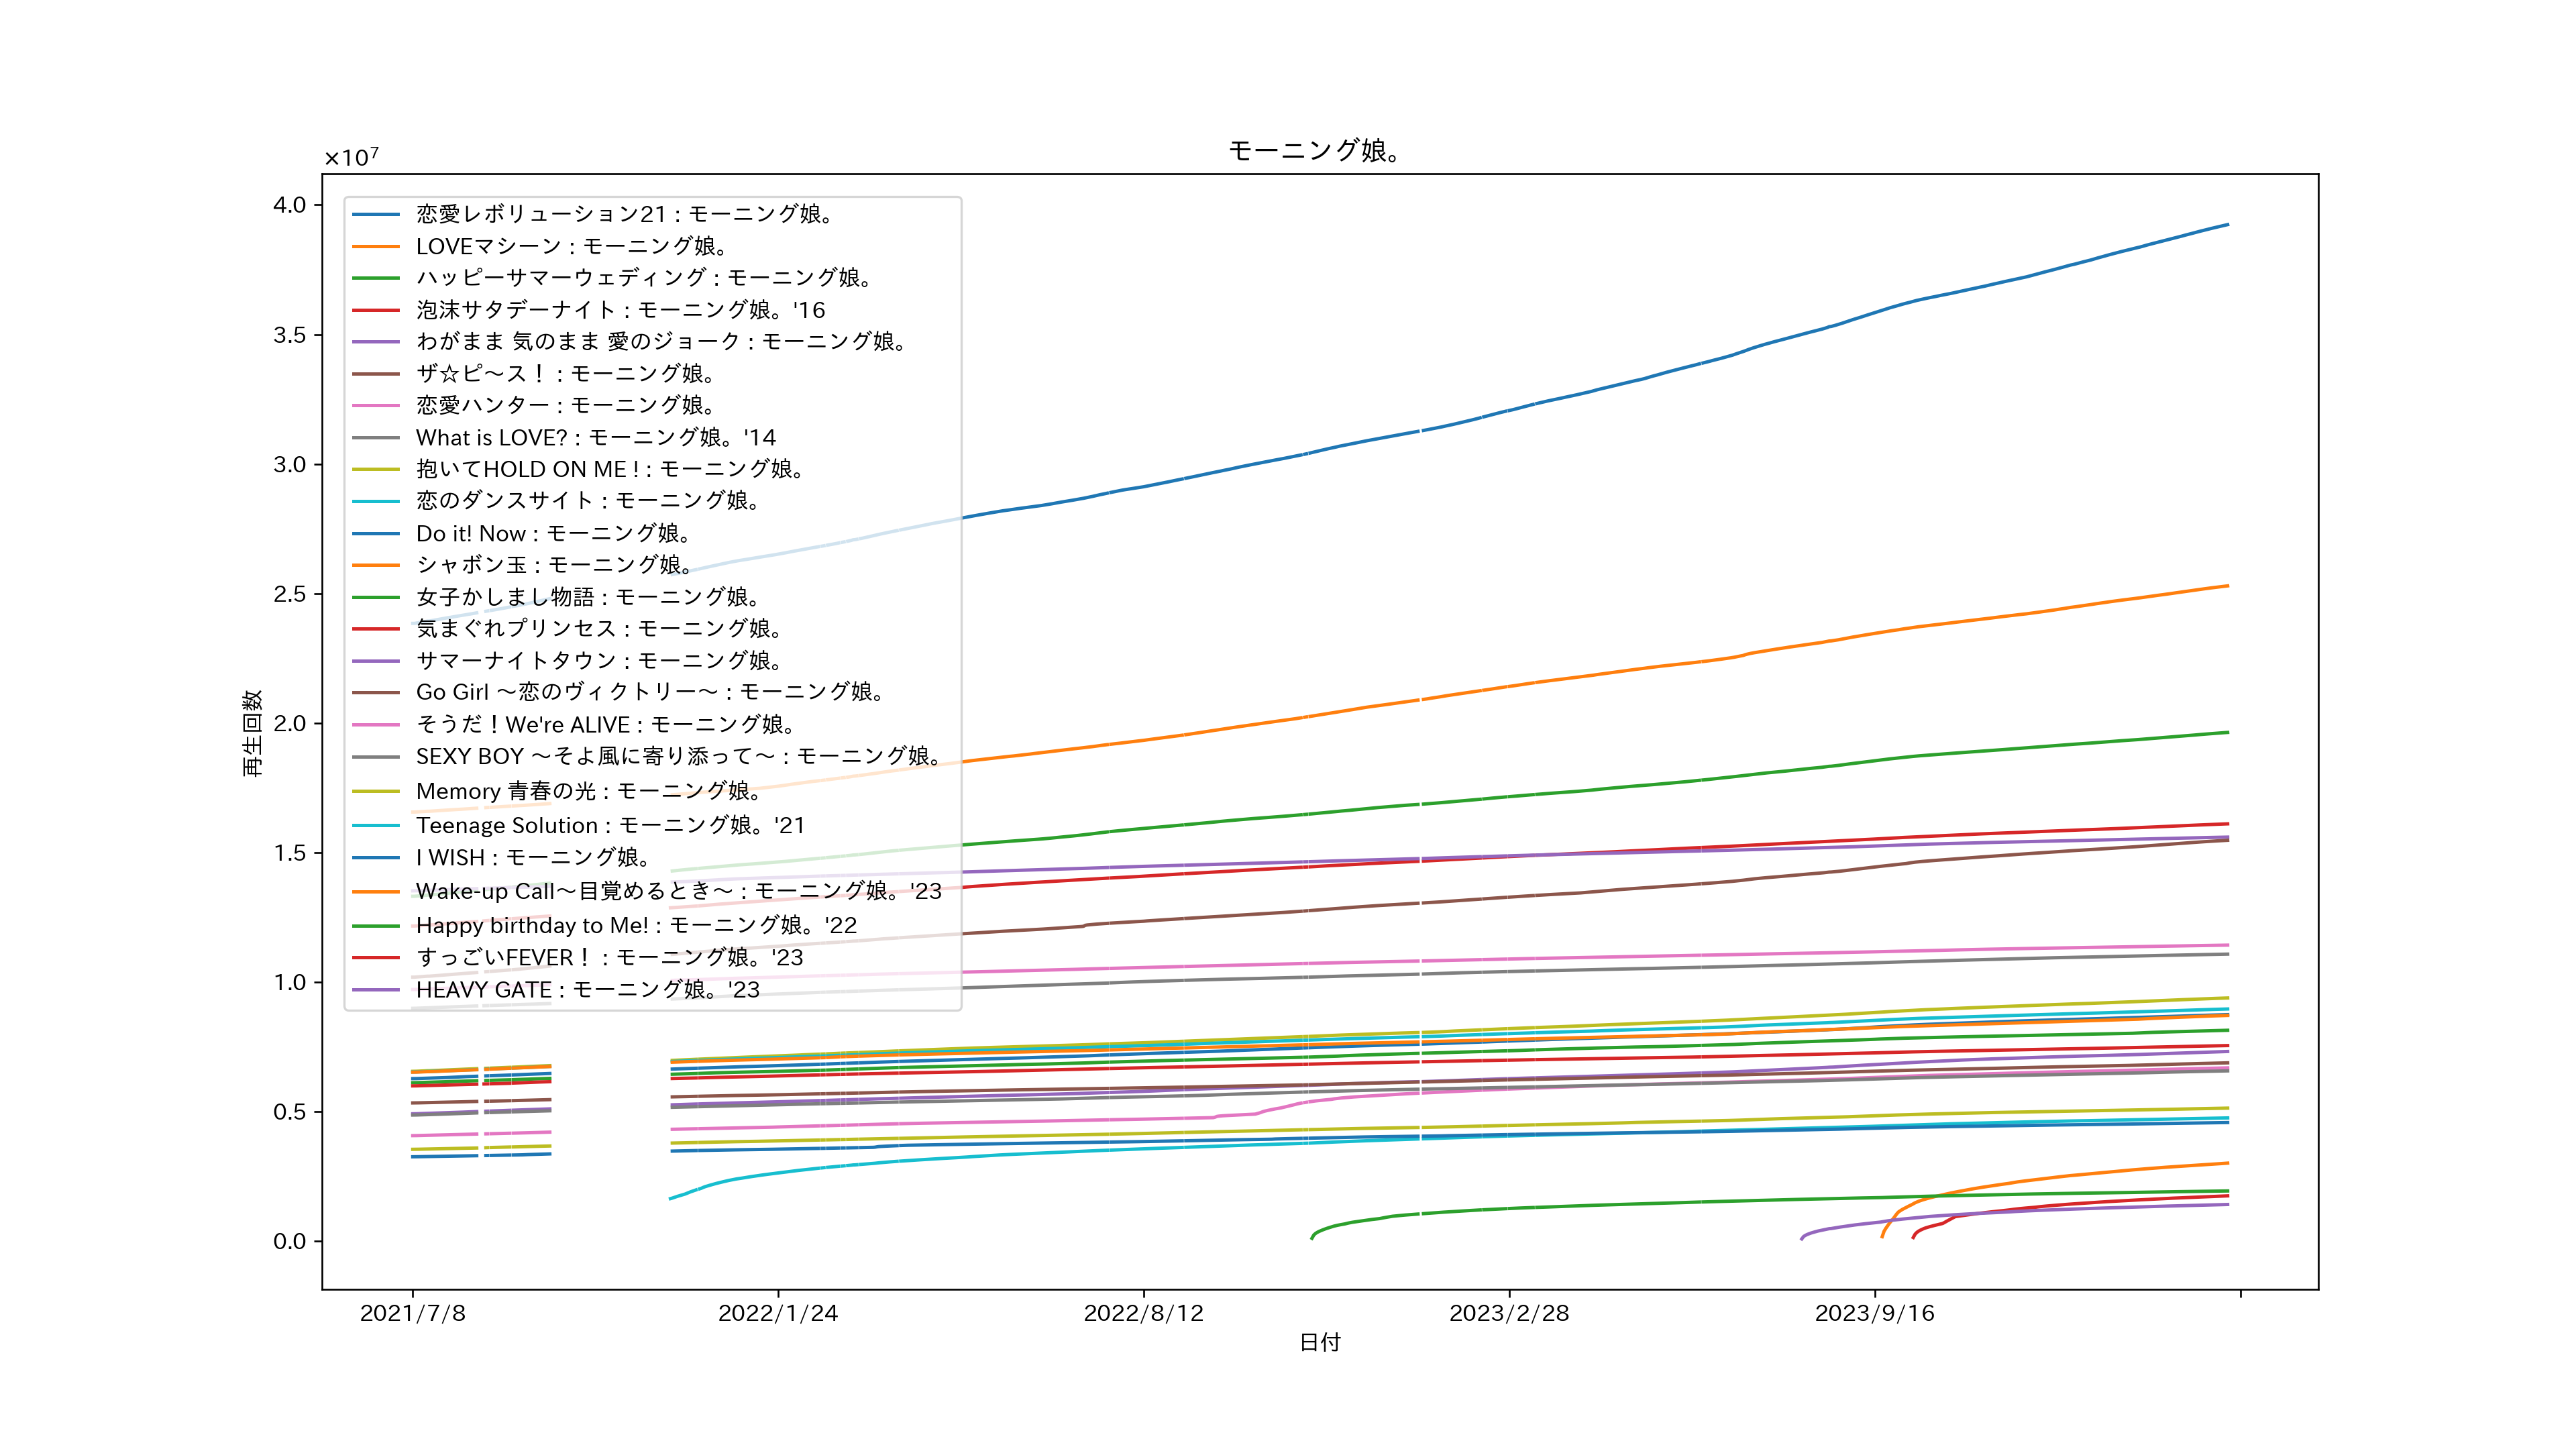 モーニング娘。
×10⁷
4.0
3.5
3.0
2.5
2.0
1.5
1.0
0.5
0.0
再生回数
恋愛レボリューション21 : モーニング娘。
LOVEマシーン : モーニング娘。
ハッピーサマーウェディング : モーニング娘。
泡沫サタデーナイト : モーニング娘。'16
わがまま 気のまま 愛のジョーク : モーニング娘。
ザ☆ピ〜ス！ : モーニング娘。
恋愛ハンター : モーニング娘。
What is LOVE? : モーニング娘。'14
抱いてHOLD ON ME ! : モーニング娘。
恋のダンスサイト : モーニング娘。
Do it! Now : モーニング娘。
シャボン玉 : モーニング娘。
女子かしまし物語 : モーニング娘。
気まぐれプリンセス : モーニング娘。
サマーナイトタウン : モーニング娘。
Go Girl 〜恋のヴィクトリー〜 : モーニング娘。
そうだ！We're ALIVE : モーニング娘。
SEXY BOY 〜そよ風に寄り添って〜 : モーニング娘。
Memory 青春の光 : モーニング娘。
Teenage Solution : モーニング娘。'21
I WISH : モーニング娘。
Wake-up Call〜目覚めるとき〜 : モーニング娘。'23
Happy birthday to Me! : モーニング娘。'22
すっごいFEVER！ : モーニング娘。'23
HEAVY GATE : モーニング娘。'23
2021/7/8
2022/1/24
2022/8/12
2023/2/28
2023/9/16
日付